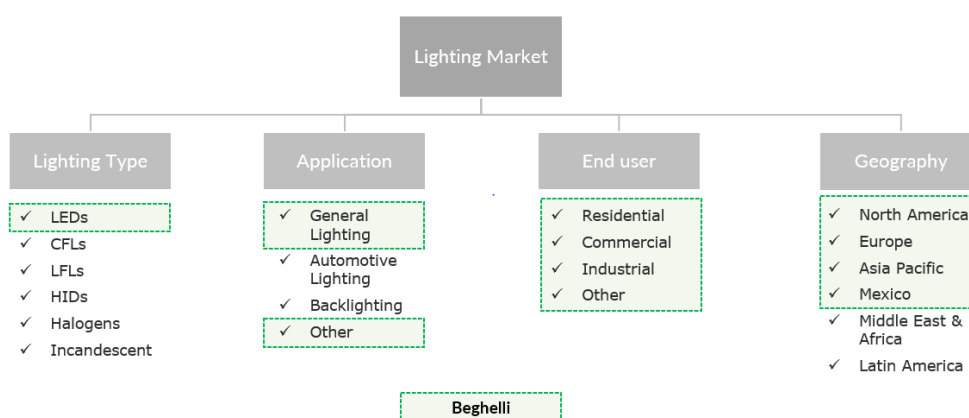 Lighting Market
Lighting Type
✓ LEDs
✓ CFLs
✓ LFLs
✓ HIDs
✓ Halogens
✓ Incandescent
Application
✓ General
Lighting
✓ Automotive
Lighting
✓ Backlighting
✓ Other
End user
✓ Residential
✓ Commercial
✓ Industrial
✓ Other
Geography
✓ North America
✓ Europe
✓ Asia Pacific
✓ Mexico
✓ Middle East &
Africa
✓ Latin America
Beghelli